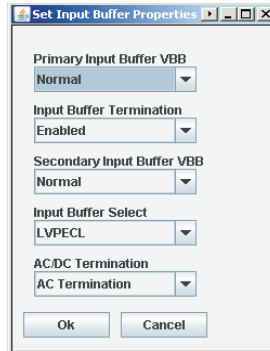 Set Input Buffer Properties
Primary Input Buffer VBB
Normal
Input Buffer Termination
Enabled
Secondary Input Buffer VBB
Normal
Input Buffer Select
LVPECL
AC/DC Termination
AC Termination
Ok
Cancel